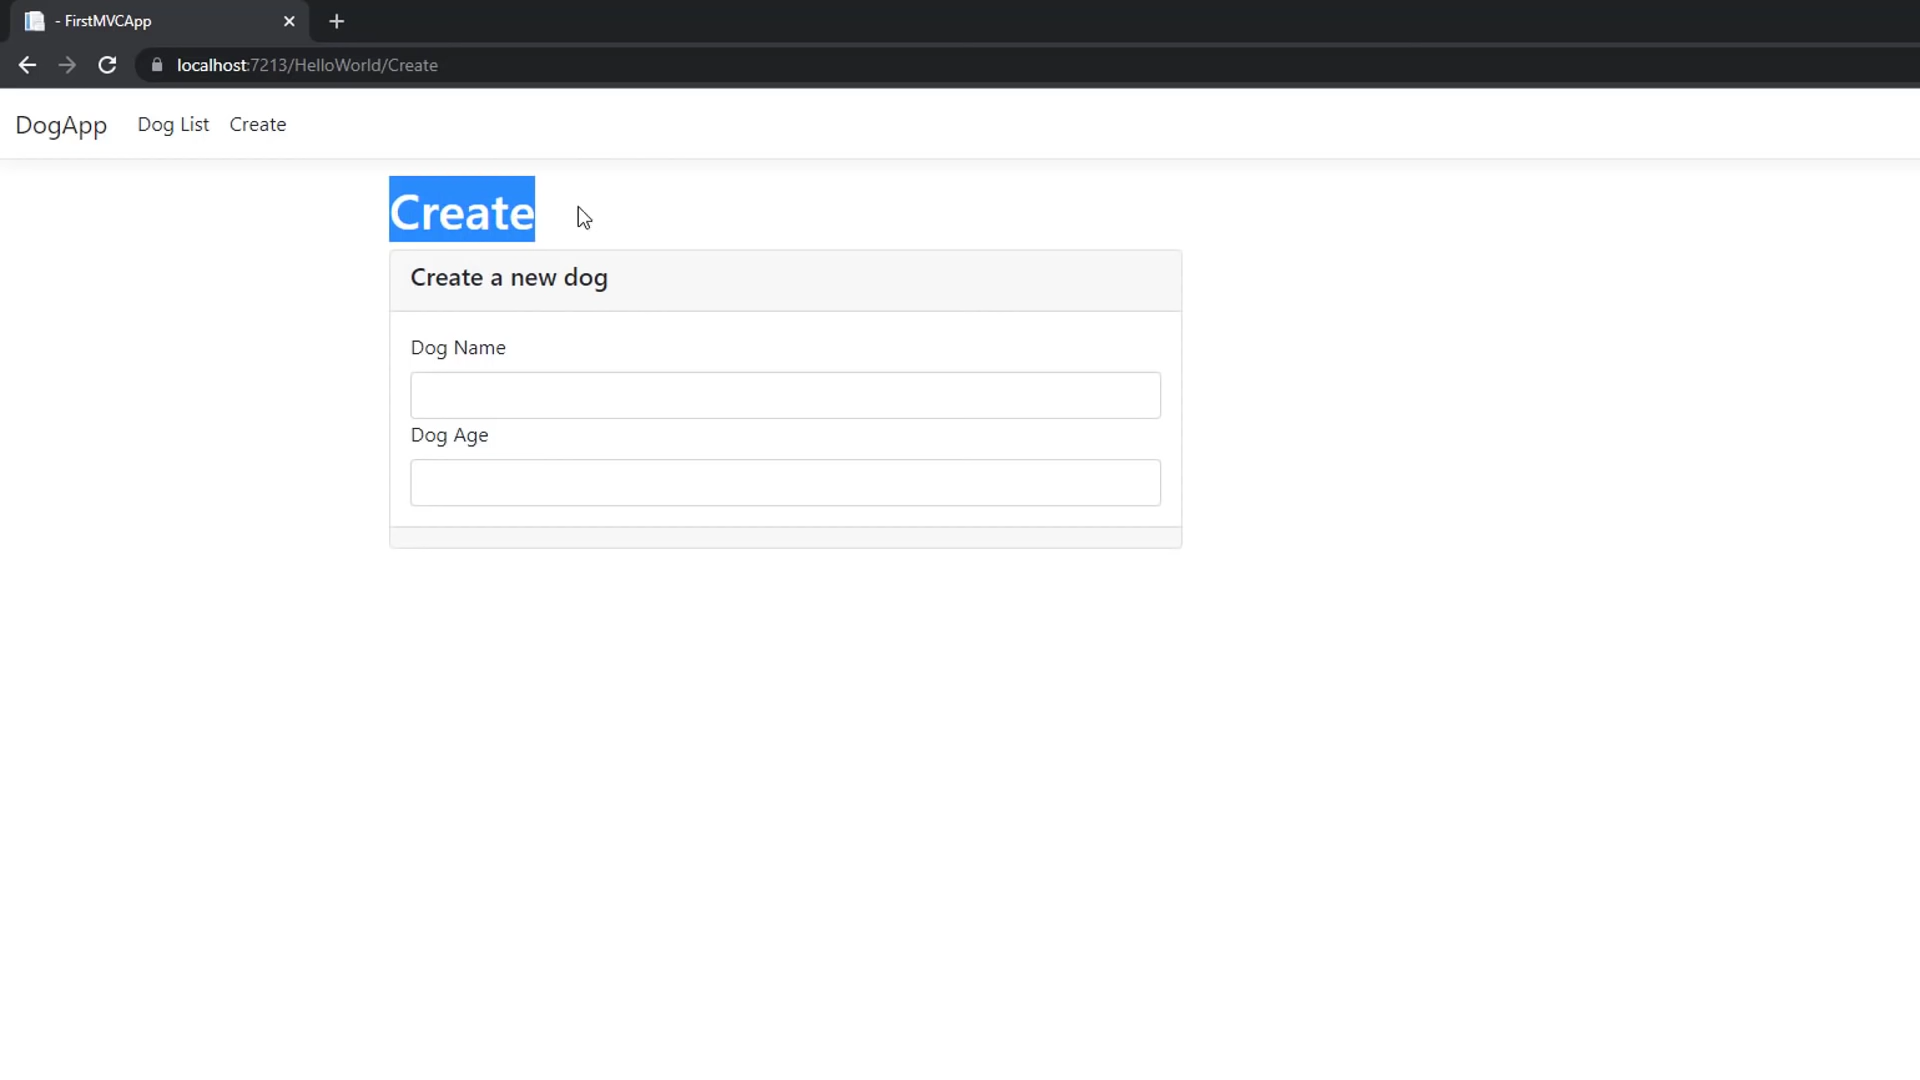 - FirstMVCApp
localhost:7213/HelloWorld/Create
DogApp Dog List Create
Create
Create a new dog
Dog Name
Dog Age